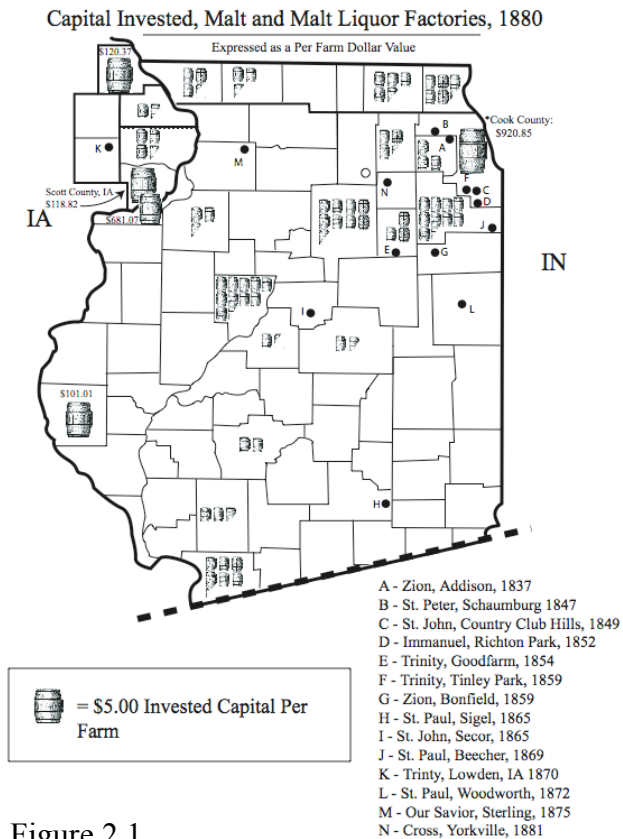 Capital Invested, Malt and Malt Liquor Factories, 1880
Expressed as a Per Farm Dollar Value
$120.37
*Cook County:
$920.85
B
A
K
M
F
C
D
N
Scott County, IA
$118.82
$681.07
IA
J
E
G
IN
I
L
$101.01
H
A - Zion, Addison, 1837
B - St. Peter, Schaumburg 1847
C - St. John, Country Club Hills, 1849
D - Immanuel, Richton Park, 1852
E - Trinity, Goodfarm, 1854
F - Trinity, Tinley Park, 1859
G - Zion, Bonfield, 1859
H - St. Paul, Sigel, 1865
I - St. John, Secor, 1865
J - St. Paul, Beecher, 1869
K - Trinty, Lowden, IA 1870
L - St. Paul, Woodworth, 1872
M - Our Savior, Sterling, 1875
N - Cross, Yorkville, 1881
= $5.00 Invested Capital Per
Farm
Figure 2.1